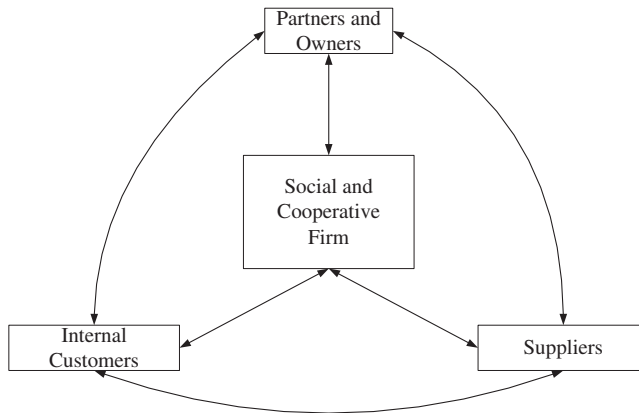 Partners and
Owners
Social and
Cooperative
Firm
Internal
Customers
Suppliers